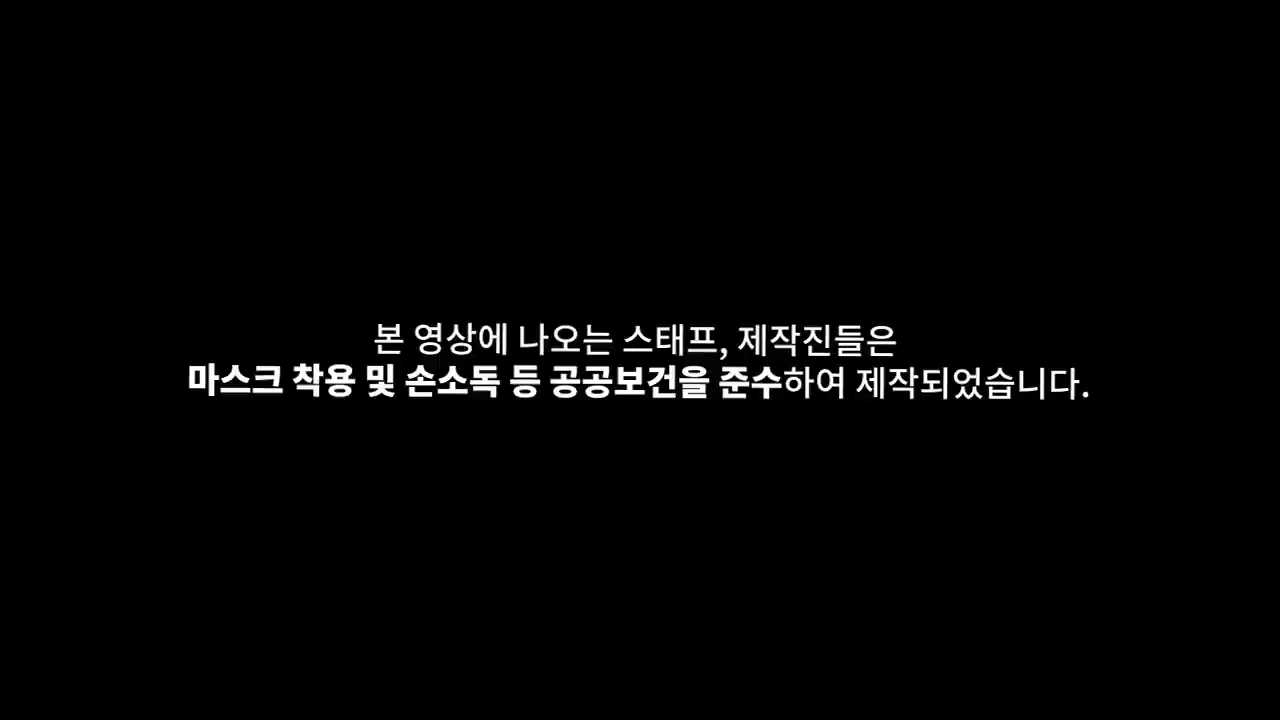 본 영상에 나오는 스태프, 제작진들은
마스크 착용 및 손소독 등 공공보건을 준수하여 제작되었습니다.